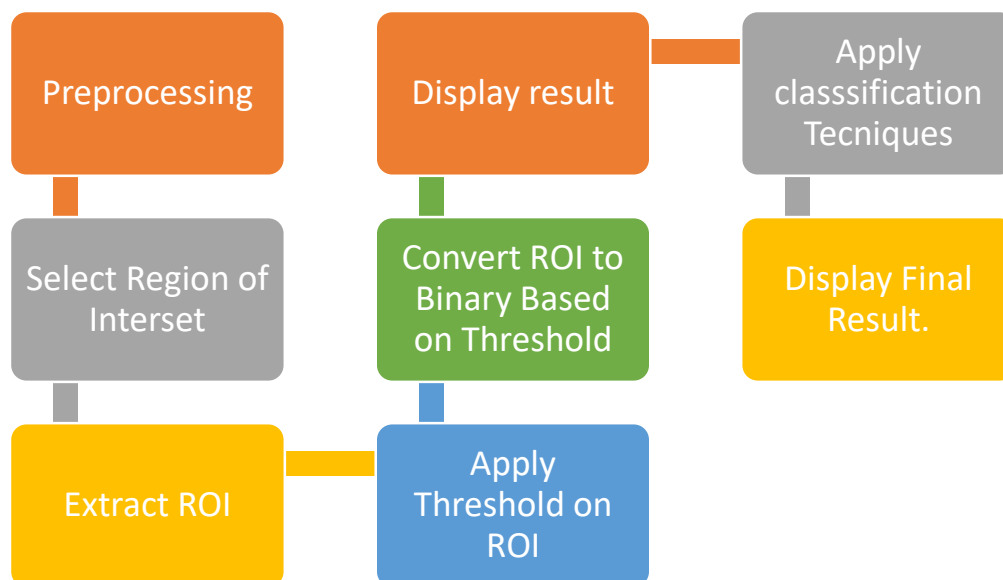 Preprocessing
Select Region of
Interset
Extract ROI
Apply
Threshold on
ROI
Convert ROI to
Binary Based
on Threshold
Display result
Apply
classsification
Tecniques
Display Final
Result.